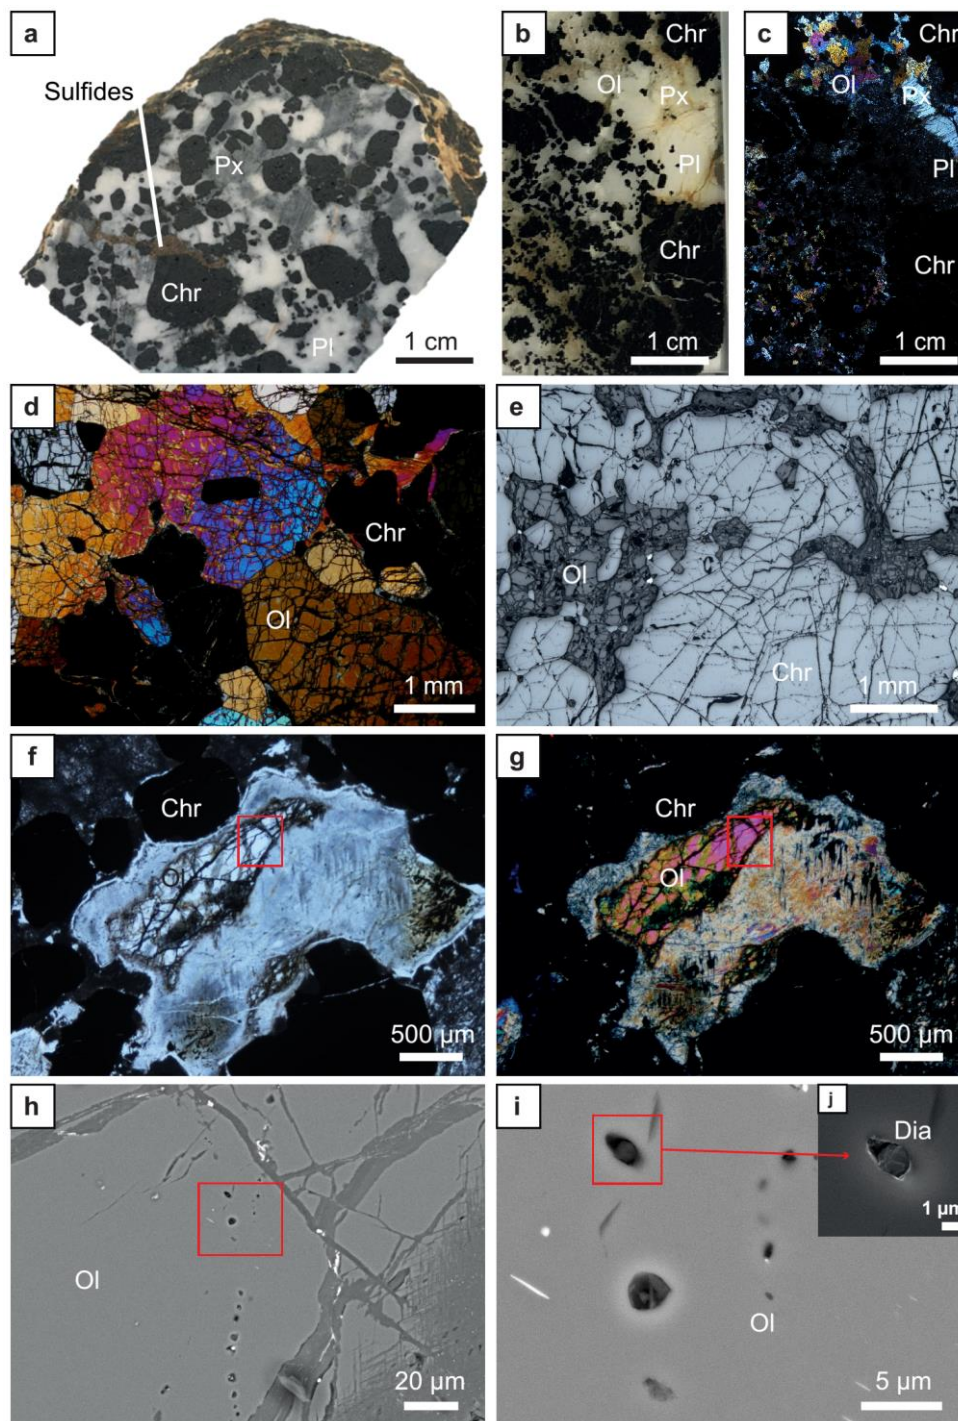 a
Sulfides
Px
Chr
Pl
1 cm
b
Chr
Ol
Px
Pl
Chr
1 cm
c
Chr
Ol
Px
Pl
Chr
1 cm
d
Chr
Ol
1 mm
e
Ol
Chr
1 mm
f
Chr
Ol
500 µm
g
Chr
Ol
500 µm
h
Ol
20 µm
i
Ol
5 µm
j
Dia
1 µm